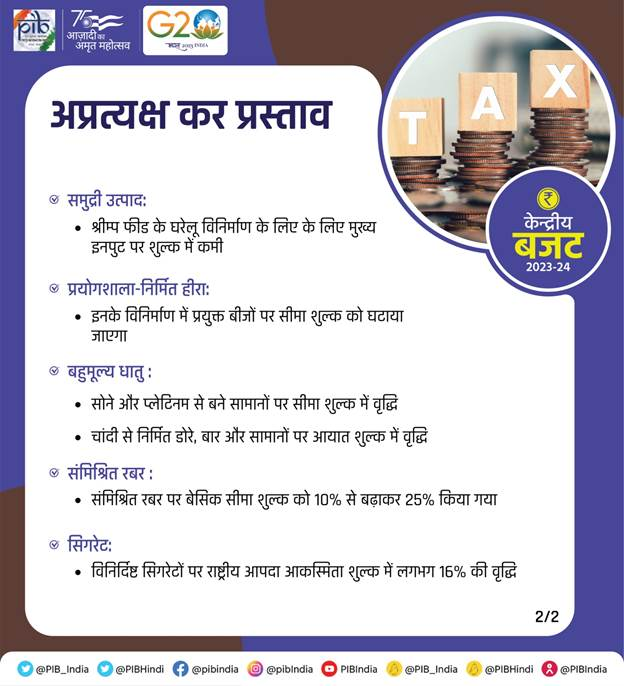 pib
75
आज़ादी का
अमृत महोत्सव
G20
भारत 2023 INDIA
TAX
अप्रत्यक्ष कर प्रस्ताव
₹
केन्द्रीय
बजट
2023-24
समुद्री उत्पाद:
• श्रीम्प फीड के घरेलू विनिर्माण के लिए के लिए मुख्य
इनपुट पर शुल्क में कमी
प्रयोगशाला-निर्मित हीरा:
• इनके विनिर्माण में प्रयुक्त बीजों पर सीमा शुल्क को घटाया
जाएगा
बहुमूल्य धातु :
• सोने और प्लेटिनम से बने सामानों पर सीमा शुल्क में वृद्धि
• चांदी से निर्मित डोरे, बार और सामानों पर आयात शुल्क में वृद्धि
संमिश्रित रबर :
• संमिश्रित रबर पर बेसिक सीमा शुल्क को 10% से बढ़ाकर 25% किया गया
सिगरेट:
• विनिर्दिष्ट सिगरेटों पर राष्ट्रीय आपदा आकस्मिता शुल्क में लगभग 16% की वृद्धि
2/2
@PIB_India @PIBHindi @pibindia @pibIndia PIBIndia @PIB_India @PIBHindi @PIBIndia